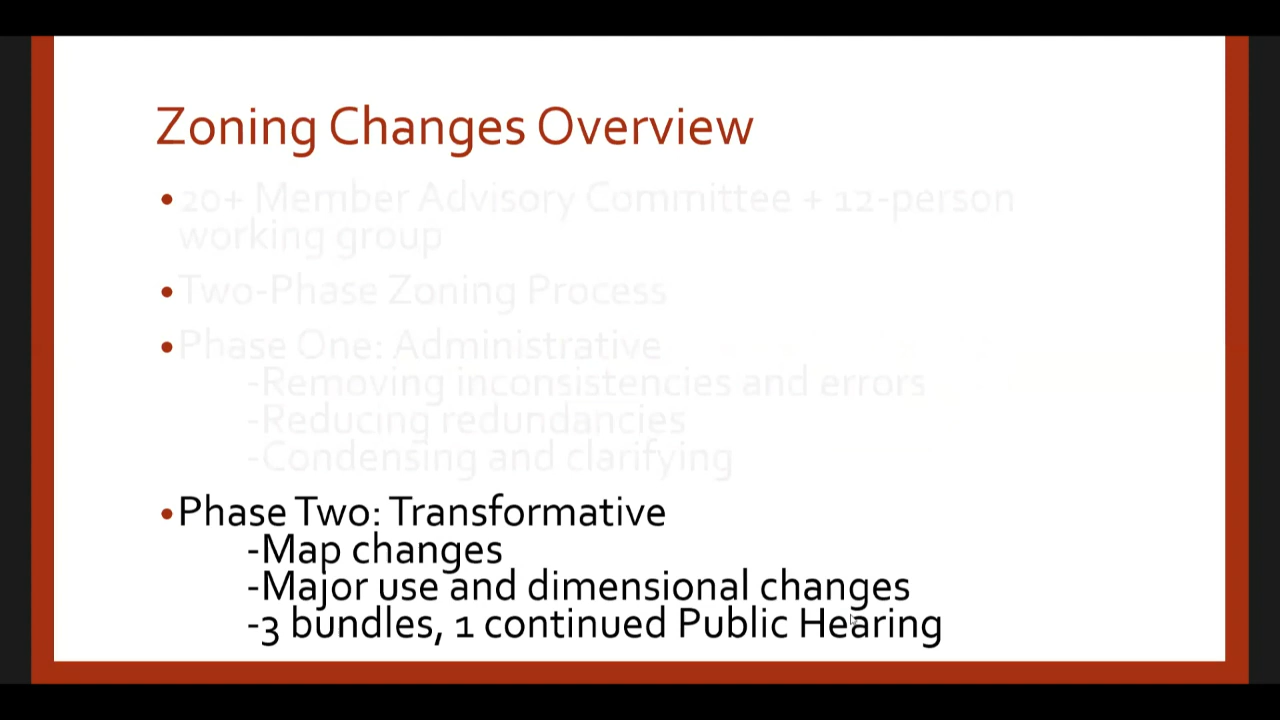 Zoning Changes Overview
•20+ Member Advisory Committee + 12-person
working group
•Two-Phase Zoning Process
•Phase One: Administrative
-Removing inconsistencies and errors
-Reducing redundancies
-Condensing and clarifying
•Phase Two: Transformative
-Map changes
-Major use and dimensional changes
-3 bundles, 1 continued Public Hearing